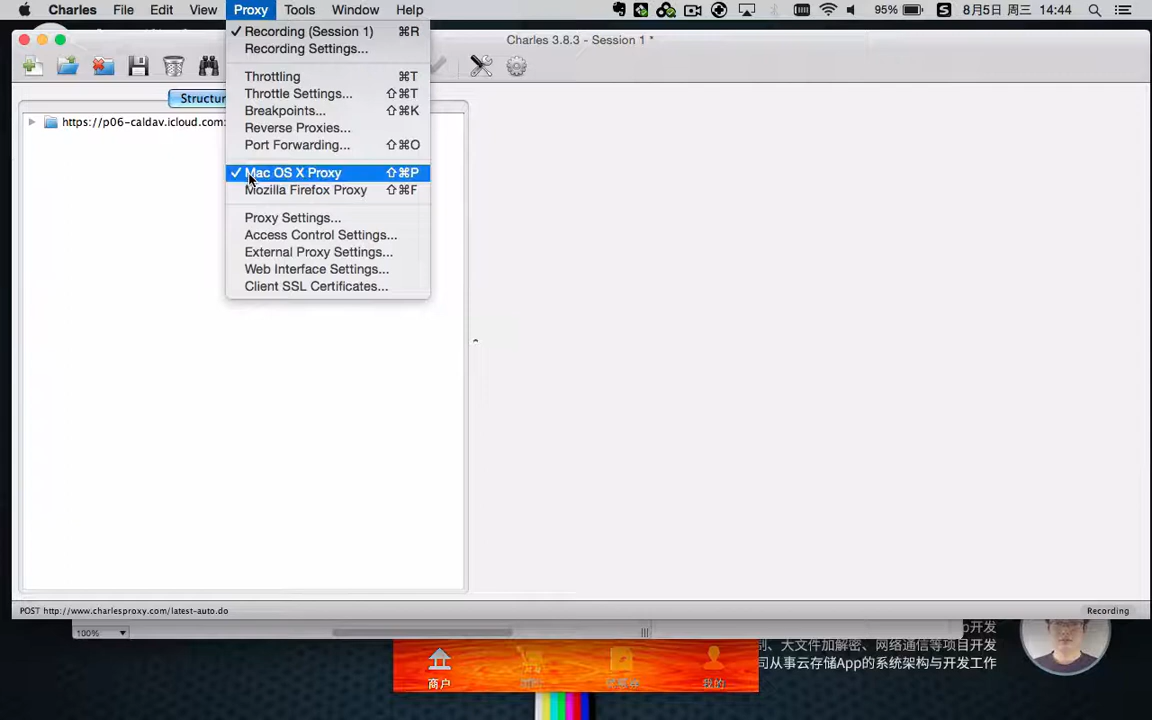 Charles File Edit View Proxy Tools Window Help 95% 8月5日 周三 14:44
Charles 3.8.3 - Session 1 *
✓ Recording (Session 1) ⌘R
Recording Settings...
Throttling ⌘T
Throttle Settings... ⇧⌘T
Breakpoints... ⇧⌘K
Reverse Proxies...
Port Forwarding... ⇧⌘O
✓ Mac OS X Proxy ⇧⌘P
Mozilla Firefox Proxy ⇧⌘F
Proxy Settings...
Access Control Settings...
External Proxy Settings...
Web Interface Settings...
Client SSL Certificates...
Structu
https://p06-caldav.icloud.com:
POST http://www.charlesproxy.com/latest-auto.do Recording
100%
开发
、大文件加解密、网络通信等项目开发
司从事云存储App的系统架构与开发工作
商户 我的